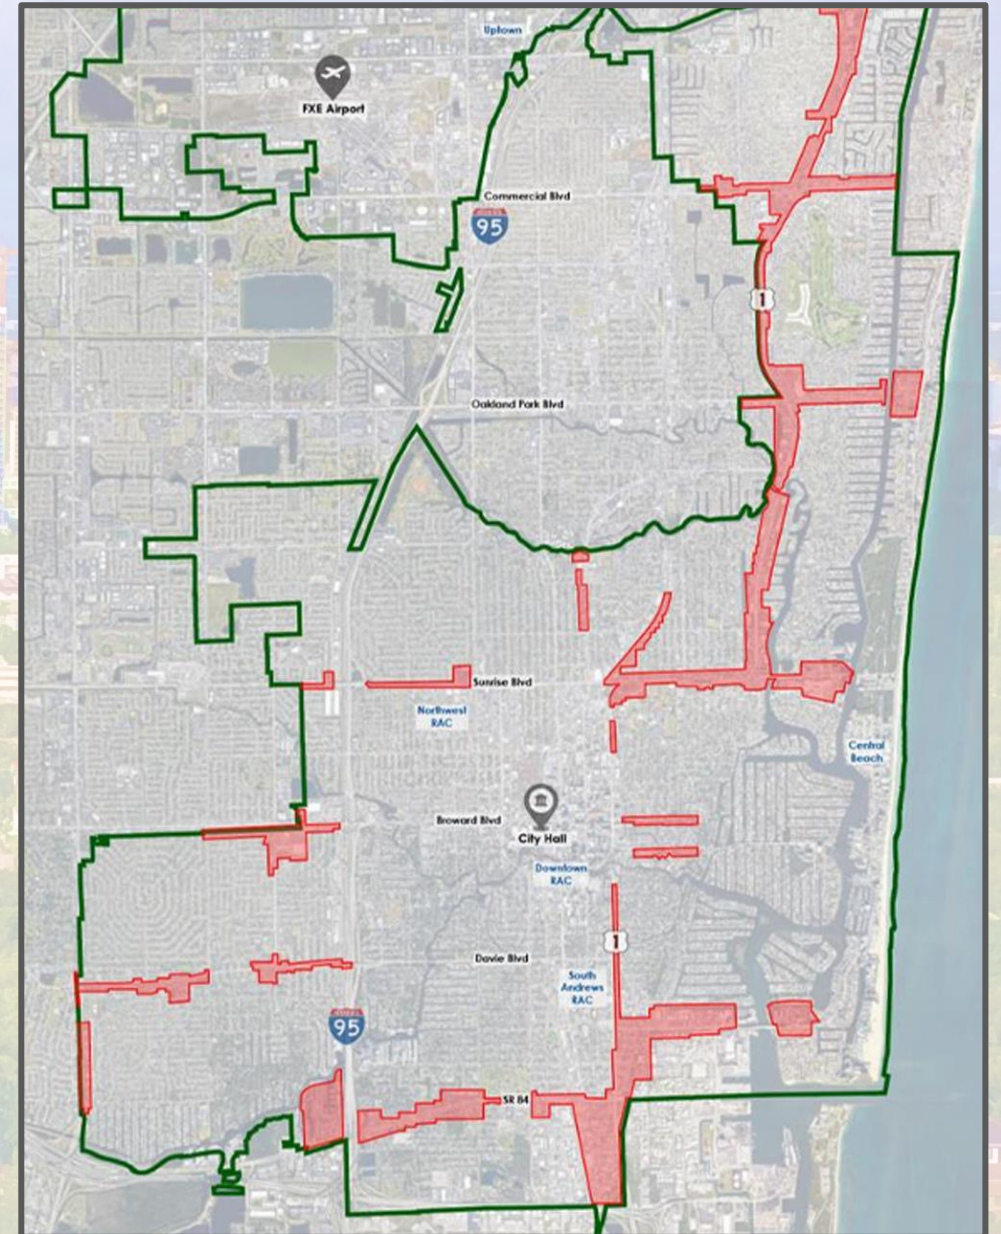 Uptown
FXE Airport
Commercial Blvd
95
1
Oakland Park Blvd
Sunrise Blvd
Northwest
RAC
Central
Beach
Broward Blvd
City Hall
Downtown
RAC
1
Davie Blvd
South
Andrews
RAC
95
SR 84